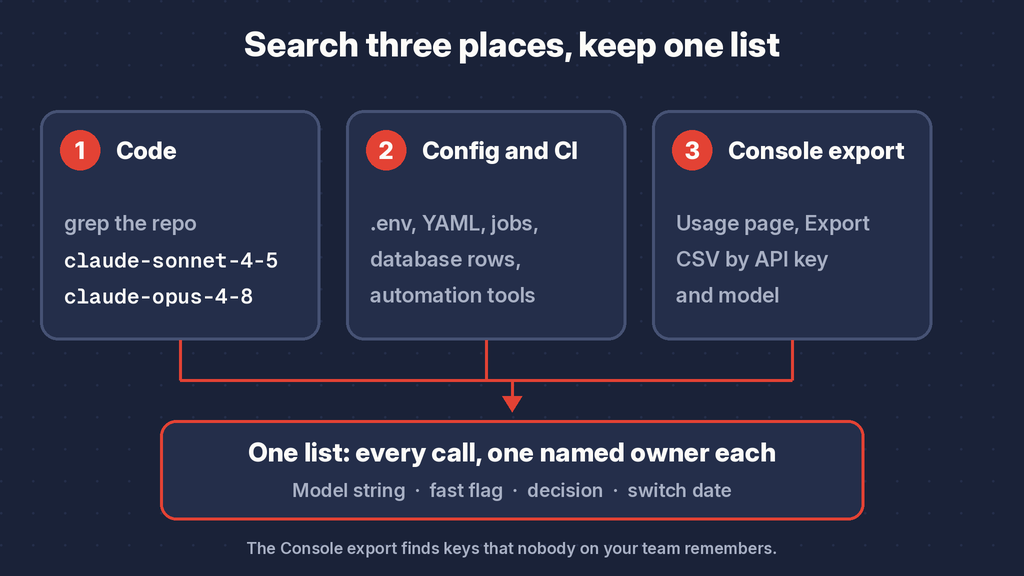 Search three places, keep one list
1 Code
grep the repo
claude-sonnet-4-5
claude-opus-4-8
2 Config and CI
.env, YAML, jobs,
database rows,
automation tools
3 Console export
Usage page, Export
CSV by API key
and model
One list: every call, one named owner each
Model string · fast flag · decision · switch date
The Console export finds keys that nobody on your team remembers.